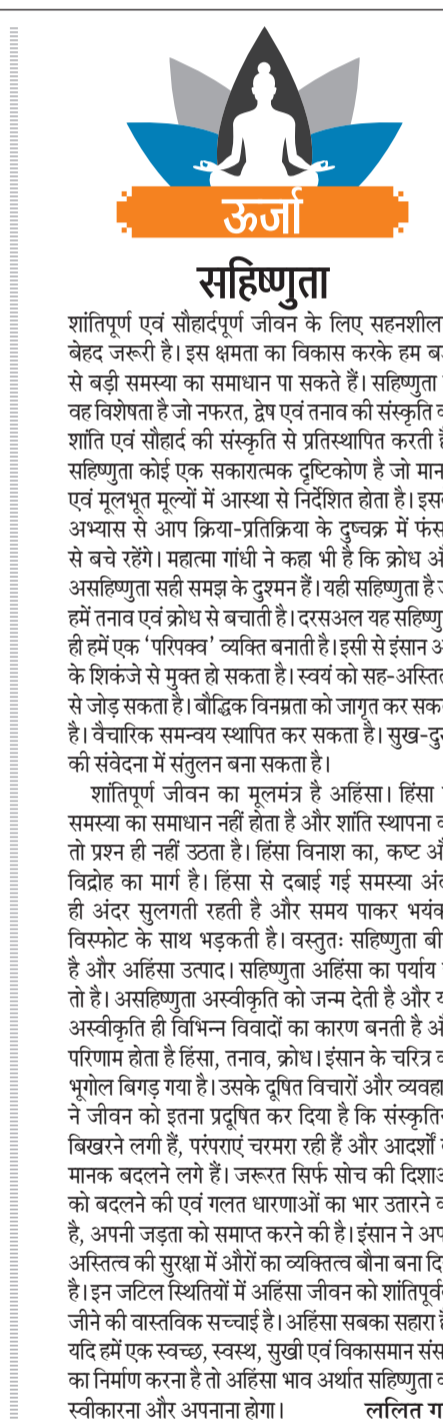 ऊर्जा
सहिष्णुता
शांतिपूर्ण एवं सौहार्दपूर्ण जीवन के लिए
बेहद जरूरी है। इस क्षमता का विकास करके हम
से बड़ी समस्या का समाधान पा सकते हैं। सहिष्णुता
वह विशेषता है जो नफरत, द्वेष एवं तनाव की संस्कृति
शांति एवं सौहार्द की संस्कृति से प्रतिस्थापित करती
सहिष्णुता कोई एक सकारात्मक दृष्टिकोण है जो
एवं मूलभूत मूल्यों में आस्था से निर्देशित होता है।
अभ्यास से आप क्रिया-प्रतिक्रिया के दुष्चक्र में
से बचे रहेंगे। महात्मा गांधी ने कहा भी है कि क्रोध
असहिष्णुता सही समझ के दुश्मन हैं। यही सहिष्णुता है
हमें तनाव एवं क्रोध से बचाती है। दरसअल यह
ही हमें एक ‘परिपक्व’ व्यक्ति बनाती है। इसी से इंसान
के शिकंजे से मुक्त हो सकता है। स्वयं को
से जोड़ सकता है। बौद्धिक विनम्रता को जागृत कर
है। वैचारिक समन्वय स्थापित कर सकता है।
की संवेदना में संतुलन बना सकता है।
शांतिपूर्ण जीवन का मूलमंत्र है अहिंसा। हिंसा
समस्या का समाधान नहीं होता है और शांति स्थापना
तो प्रश्न ही नहीं उठता है। हिंसा विनाश का, कष्ट
विद्रोह का मार्ग है। हिंसा से दबाई गई समस्या
ही अंदर सुलगती रहती है और समय पाकर
विस्फोट के साथ भड़कती है। वस्तुतः सहिष्णुता
है और अहिंसा उत्पाद। सहिष्णुता अहिंसा का पर्याय
तो है। असहिष्णुता अस्वीकृति को जन्म देती है और
अस्वीकृति ही विभिन्न विवादों का कारण बनती है
परिणाम होता है हिंसा, तनाव, क्रोध। इंसान के चरित्र
भूगोल बिगड़ गया है। उसके दूषित विचारों और
ने जीवन को इतना प्रदूषित कर दिया है कि
बिखरने लगी हैं, परंपराएं चरमरा रही हैं और आदर्शों
मानक बदलने लगे हैं। जरूरत सिर्फ सोच की
को बदलने की एवं गलत धारणाओं का भार उतारने
है, अपनी जड़ता को समाप्त करने की है। इंसान ने
अस्तित्व की सुरक्षा में औरों का व्यक्तित्व बौना बना
है। इन जटिल स्थितियों में अहिंसा जीवन को
जीने की वास्तविक सच्चाई है। अहिंसा सबका सहारा
यदि हमें एक स्वच्छ, स्वस्थ, सुखी एवं विकासमान
का निर्माण करना है तो अहिंसा भाव अर्थात सहिष्णुता
स्वीकारना और अपनाना होगा। ललित